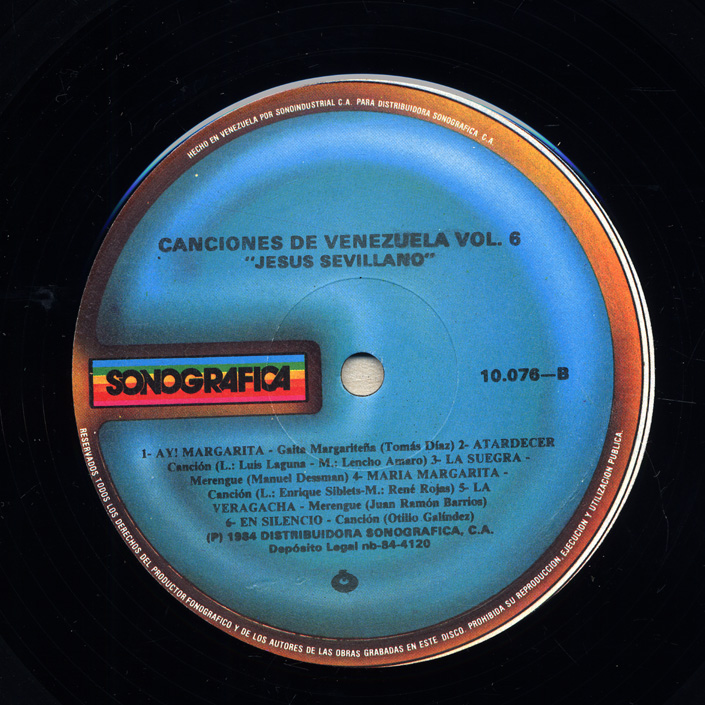 HECHO EN VENEZUELA POR SONOINDUSTRIAL C.A. PARA DISTRIBUIDORA SONOGRAFICA C.A.
CANCIONES DE VENEZUELA VOL. 6
"JESUS SEVILLANO"
SONOGRAFICA
10.076—B
1- AY! MARGARITA - Gaita Margariteña (Tomás Díaz) 2- ATARDECER
Canción (L.: Luis Laguna - M.: Lencho Amaro) 3- LA SUEGRA -
Merengue (Manuel Dessman) 4- MARIA MARGARITA -
Canción (L.: Enrique Siblets-M.: René Rojas) 5- LA
VERAGACHA - Merengue (Juan Ramón Barrios)
6- EN SILENCIO - Canción (Otilio Galíndez)
(P) 1984 DISTRIBUIDORA SONOGRAFICA, C.A.
Depósito Legal nb-84-4120
RESERVADOS TODOS LOS DERECHOS DEL PRODUCTOR FONOGRAFICO Y DE LOS AUTORES DE LAS OBRAS GRABADAS EN ESTE DISCO. PROHIBIDA SU REPRODUCCION, EJECUCION Y UTILIZACION PUBLICA.